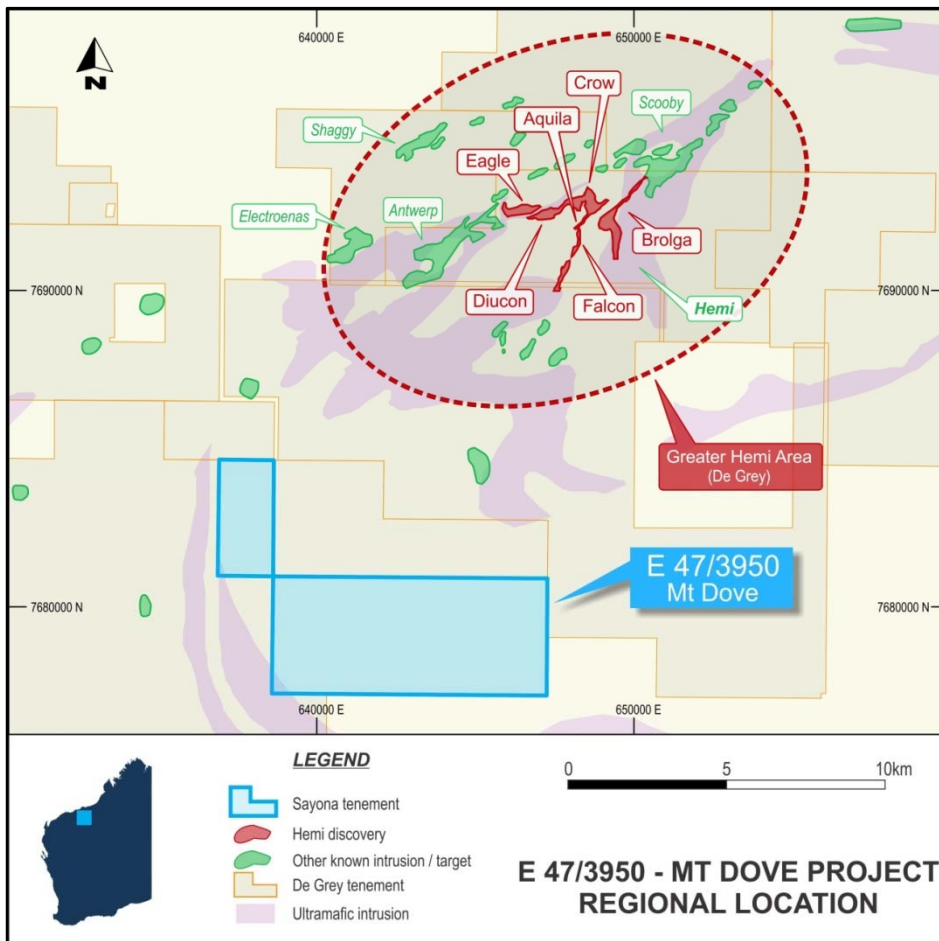 640000 E
650000 E
N
Crow
Scooby
Aquila
Shaggy
Eagle
Electroenas
Antwerp
Brolga
7690000 N
7690000 N
Diucon
Falcon
Hemi
Greater Hemi Area
(De Grey)
E 47/3950
Mt Dove
7680000 N
7680000 N
640000 E
650000 E
LEGEND
Sayona tenement
Hemi discovery
Other known intrusion / target
De Grey tenement
Ultramafic intrusion
0 5 10km
E 47/3950 - MT DOVE PROJECT
REGIONAL LOCATION